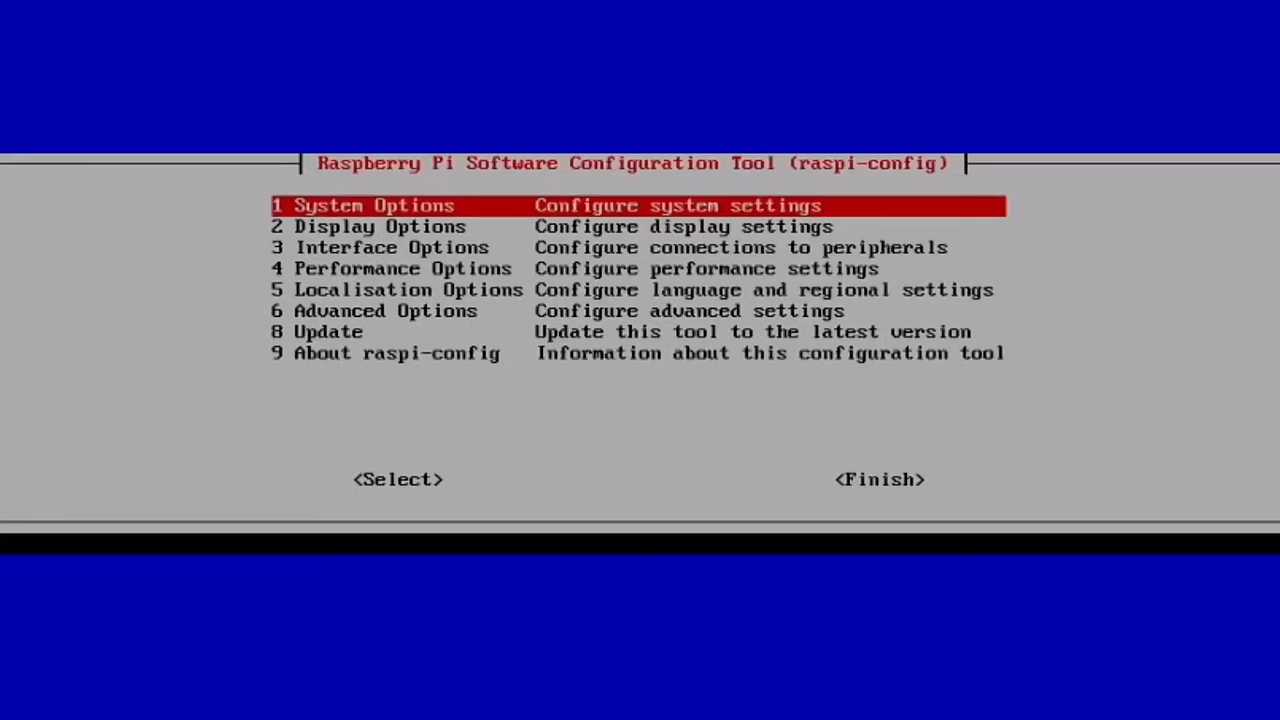 Raspberry Pi Software Configuration Tool (raspi-config)
1 System Options Configure system settings
2 Display Options Configure display settings
3 Interface Options Configure connections to peripherals
4 Performance Options Configure performance settings
5 Localisation Options Configure language and regional settings
6 Advanced Options Configure advanced settings
8 Update Update this tool to the latest version
9 About raspi-config Information about this configuration tool
<Select> <Finish>